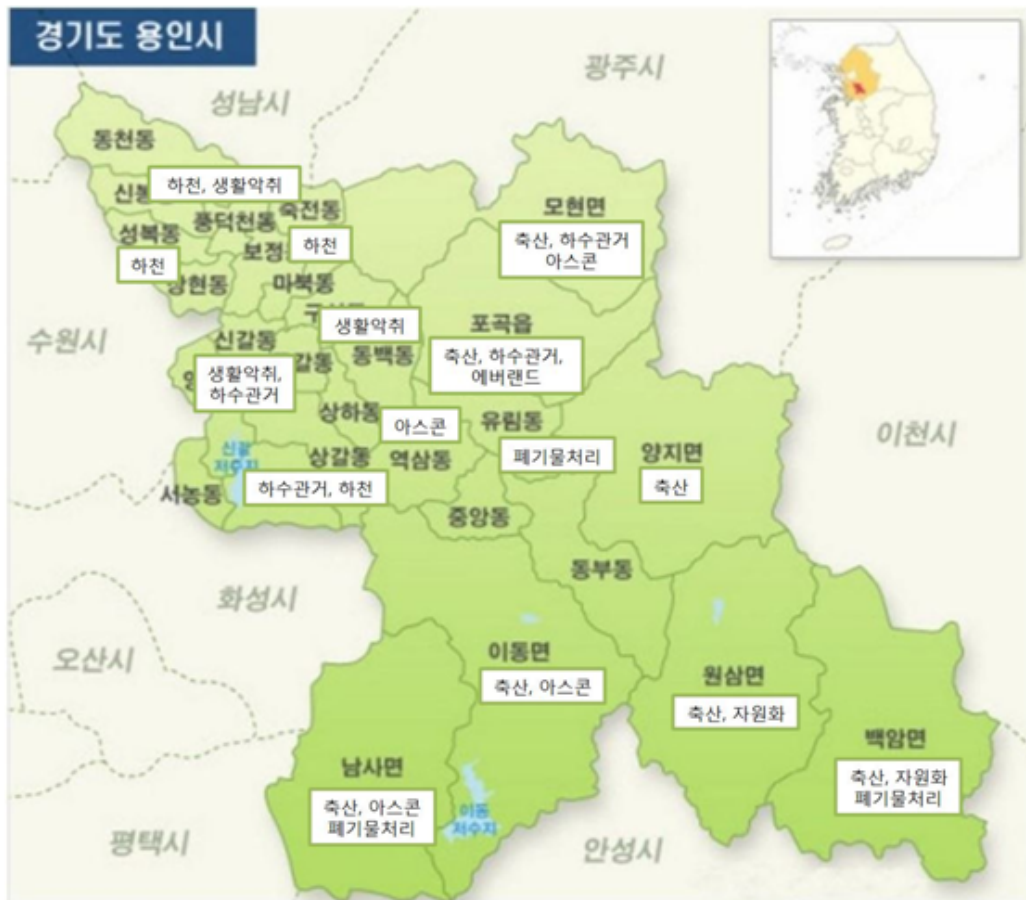 경기도 용인시
광주시
성남시
동천동
하천, 생활악취
죽전동
풍덕천동
모현면
축산, 하수관거
아스콘
성복동
하천
하천
마북동
생활악취
수원시
신갈동
포곡읍
축산, 하수관거,
에버랜드
동백동
생활악취,
하수관거
상하동
아스콘
유림동
이천시
신갈
저수지
상갈동
역삼동
폐기물처리
양지면
축산
서농동
하수관거, 하천
중앙동
동부동
화성시
오산시
이동면
축산, 아스콘
원삼면
축산, 자원화
백암면
축산, 자원화
폐기물처리
남사면
축산, 아스콘
폐기물처리
이동
저수지
평택시
안성시